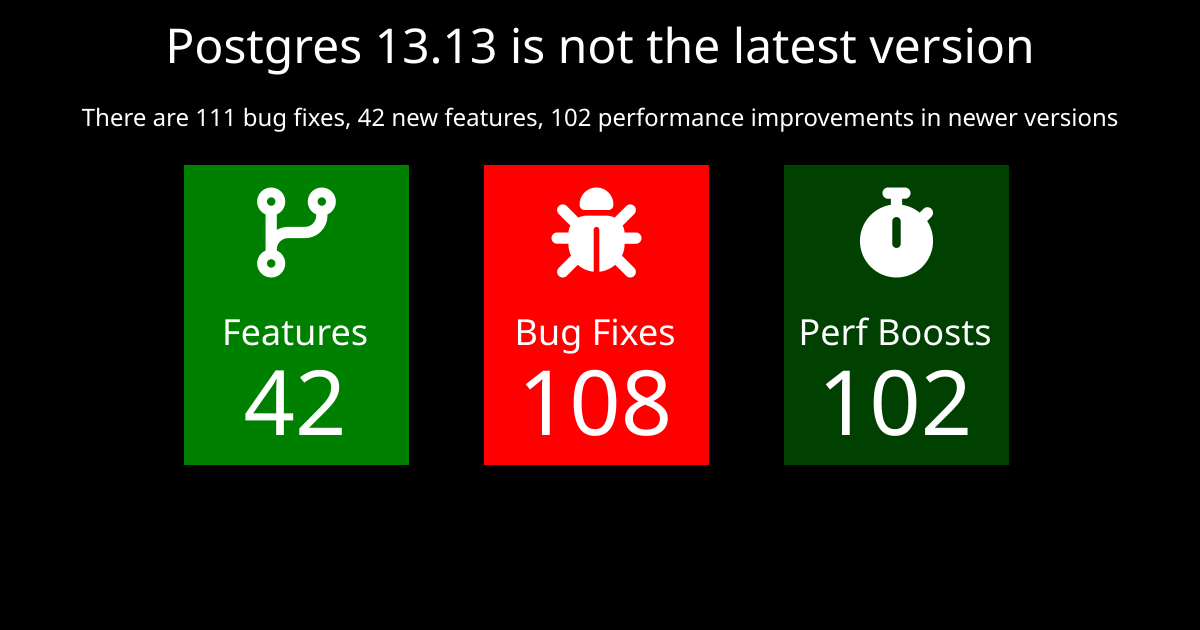 Postgres 13.13 is not the latest version
There are 111 bug fixes, 42 new features, 102 performance improvements in newer versions
Features
42
Bug Fixes
108
Perf Boosts
102